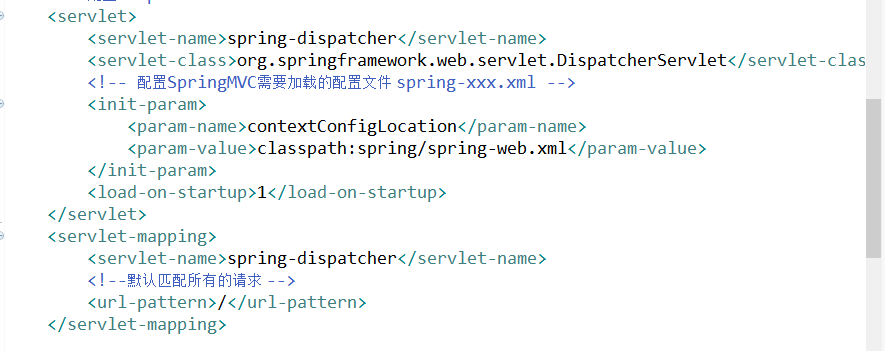 <servlet>
<servlet-name>spring-dispatcher</servlet-name>
<servlet-class>org.springframework.web.servlet.DispatcherServlet</servlet-clas
<!-- 配置SpringMVC需要加载的配置文件 spring-xxx.xml -->
<init-param>
<param-name>contextConfigLocation</param-name>
<param-value>classpath:spring/spring-web.xml</param-value>
</init-param>
<load-on-startup>1</load-on-startup>
</servlet>
<servlet-mapping>
<servlet-name>spring-dispatcher</servlet-name>
<!--默认匹配所有的请求 -->
<url-pattern>/</url-pattern>
</servlet-mapping>